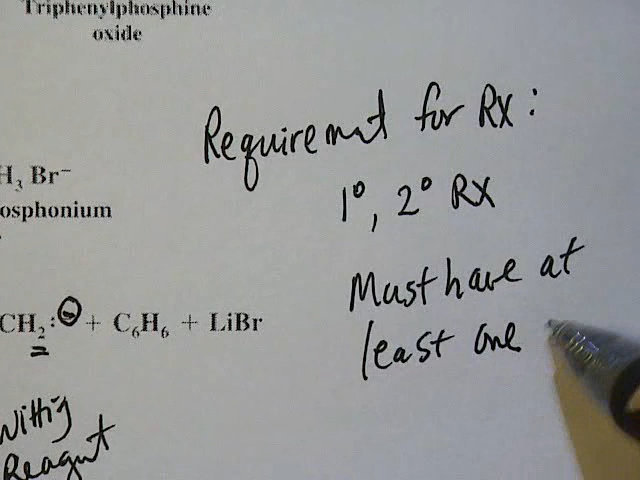 Triphenylphosphine
oxide
Requirement for RX:
1°, 2° RX
H₃ Br⁻
osphonium
Must have at
least one
CH₂:⊖ + C₆H₆ + LiBr
Wittig
Reagent